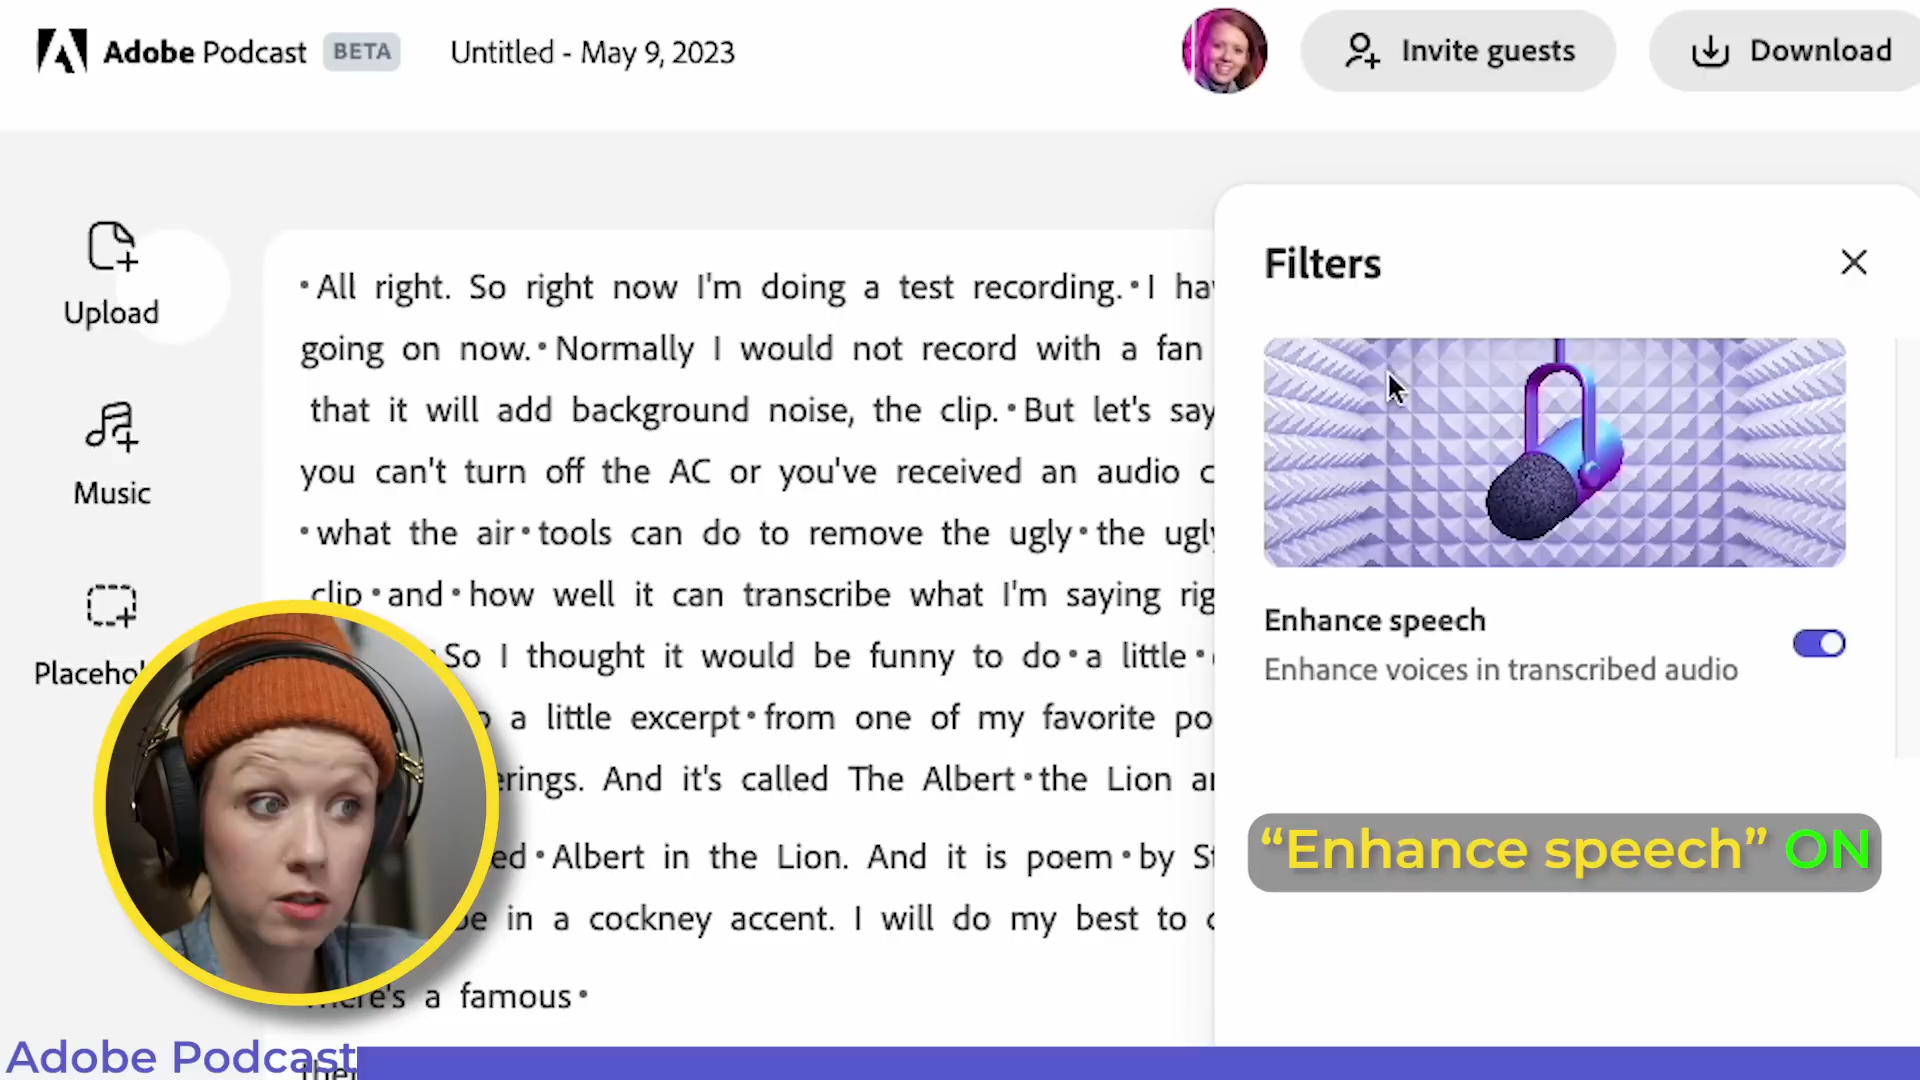 Adobe Podcast BETA Untitled - May 9, 2023 Invite guests Download
Upload
Music
Filters
•All right. So right now I'm doing a test recording.•I
going on now.•Normally I would not record with a fan
that it will add background noise, the clip.•But let's say
you can't turn off the AC or you've received an audio
•what the air•tools can do to remove the ugly•the ugly
clip•and•how well it can transcribe what I'm saying
So I thought it would be funny to do•a little•
a little excerpt•from one of my favorite
erings. And it's called The Albert•the Lion
ed•Albert in the Lion. And it is poem•by
in a cockney accent. I will do my best to
a famous•
Enhance speech
Enhance voices in transcribed audio
“Enhance speech” ON
Adobe Podcast